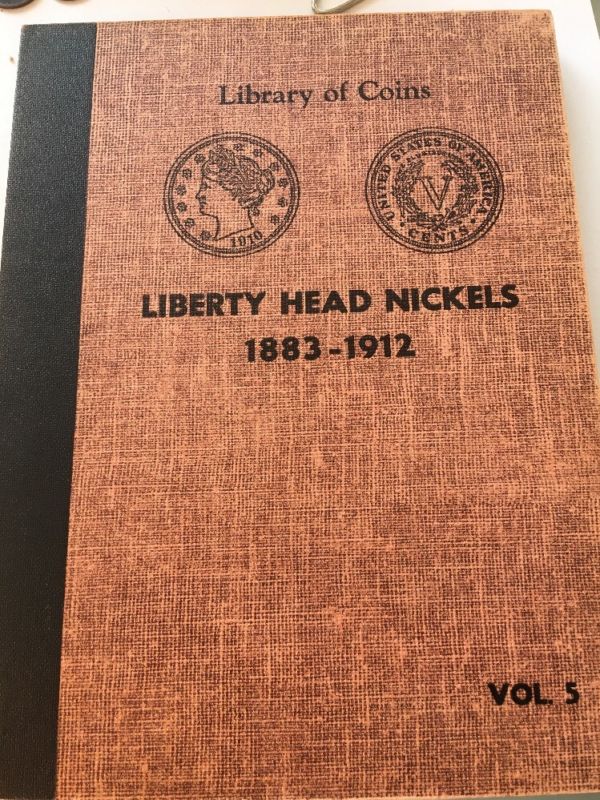 Library of Coins
1910
UNITED STATES OF AMERICA
V
CENTS
LIBERTY HEAD NICKELS
1883-1912
VOL. 5